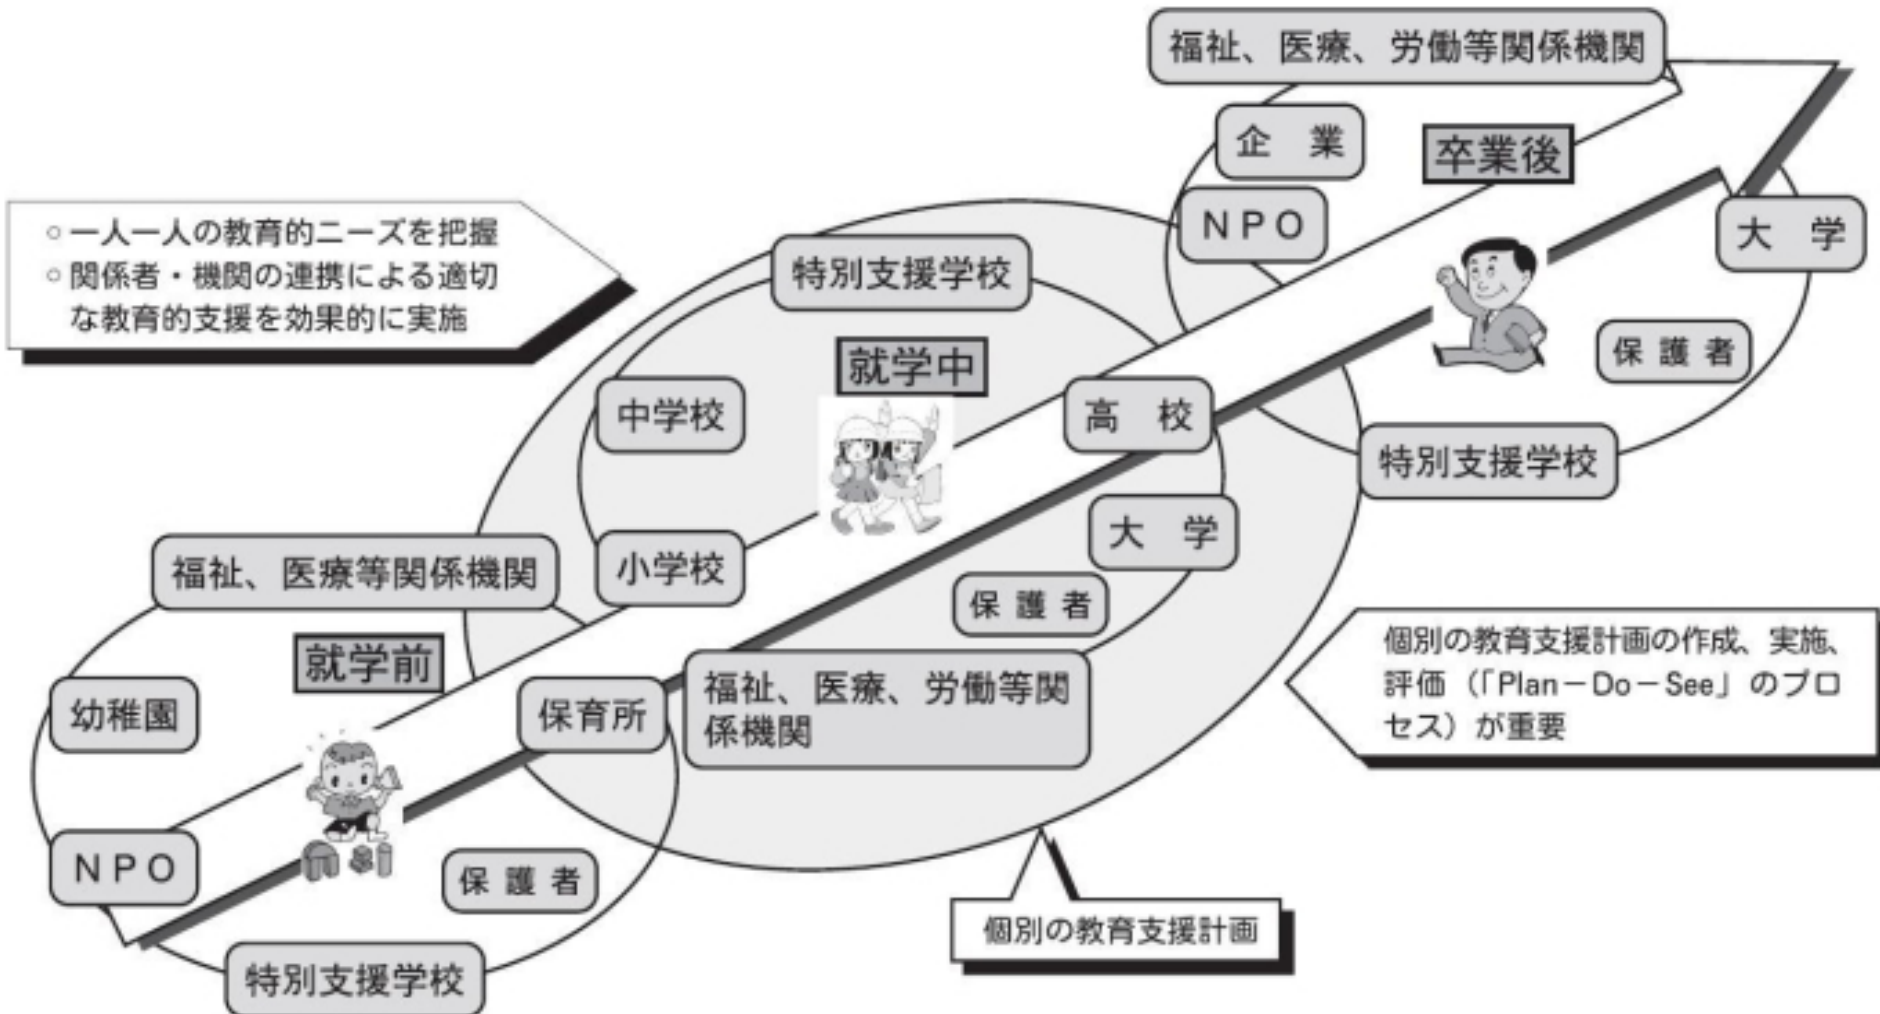 福祉、医療、労働等関係機関
企　業
卒業後
NPO
大　学
保 護 者
特別支援学校
○一人一人の教育的ニーズを把握
○関係者・機関の連携による適切
な教育的支援を効果的に実施
特別支援学校
就学中
中学校
高　校
小学校
大　学
保 護 者
福祉、医療、労働等関
係機関
福祉、医療等関係機関
就学前
幼稚園
保育所
NPO
保 護 者
特別支援学校
個別の教育支援計画の作成、実施、
評価（「Plan－Do－See」のプロ
セス）が重要
個別の教育支援計画